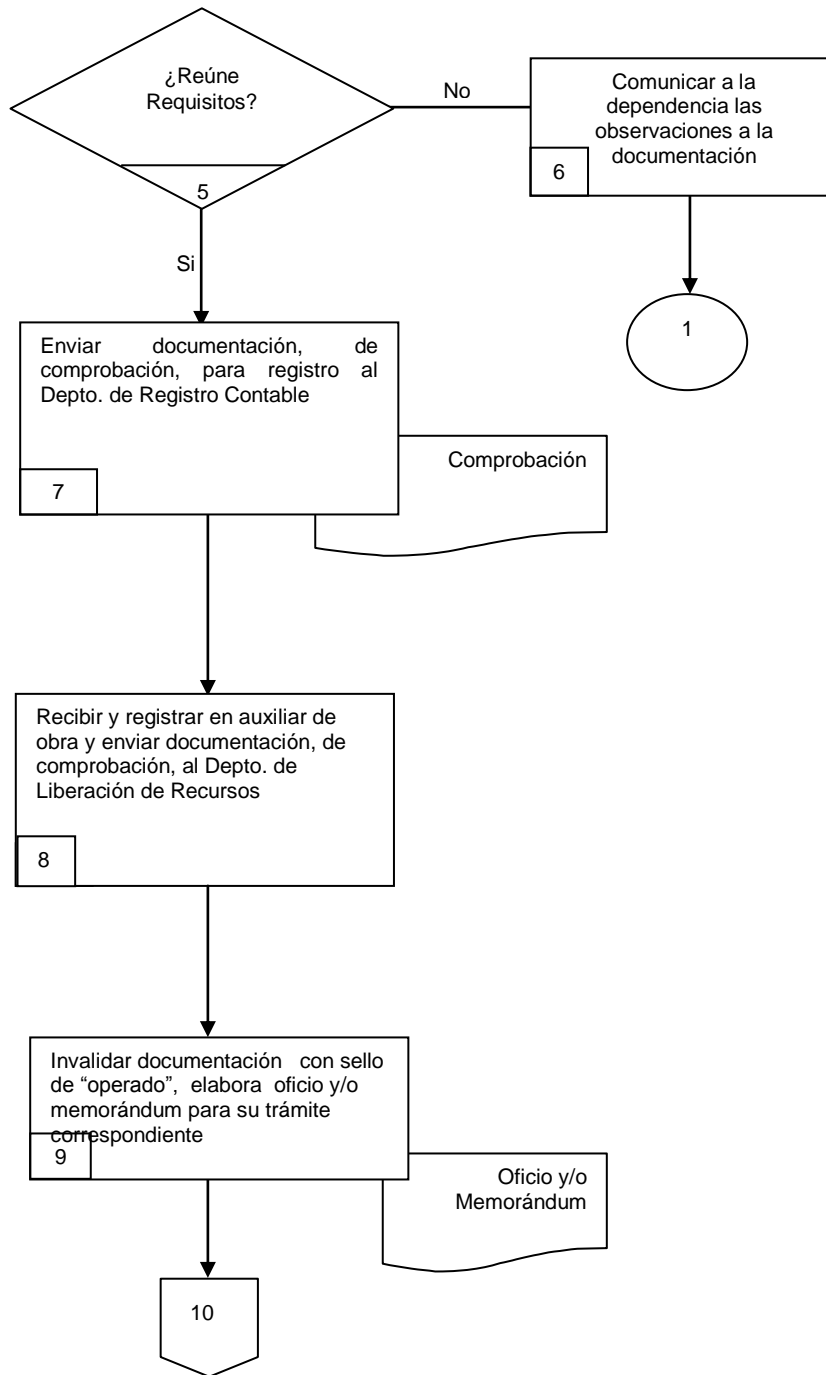 ¿Reúne
Requisitos?
5
No
Comunicar a la
dependencia las
observaciones a la
documentación
6
1
Si
Enviar documentación, de
comprobación, para registro al
Depto. de Registro Contable
7
Comprobación
Recibir y registrar en auxiliar de
obra y enviar documentación, de
comprobación, al Depto. de
Liberación de Recursos
8
Invalidar documentación con sello
de “operado”, elabora oficio y/o
memorándum para su trámite
correspondiente
9
Oficio y/o
Memorándum
10